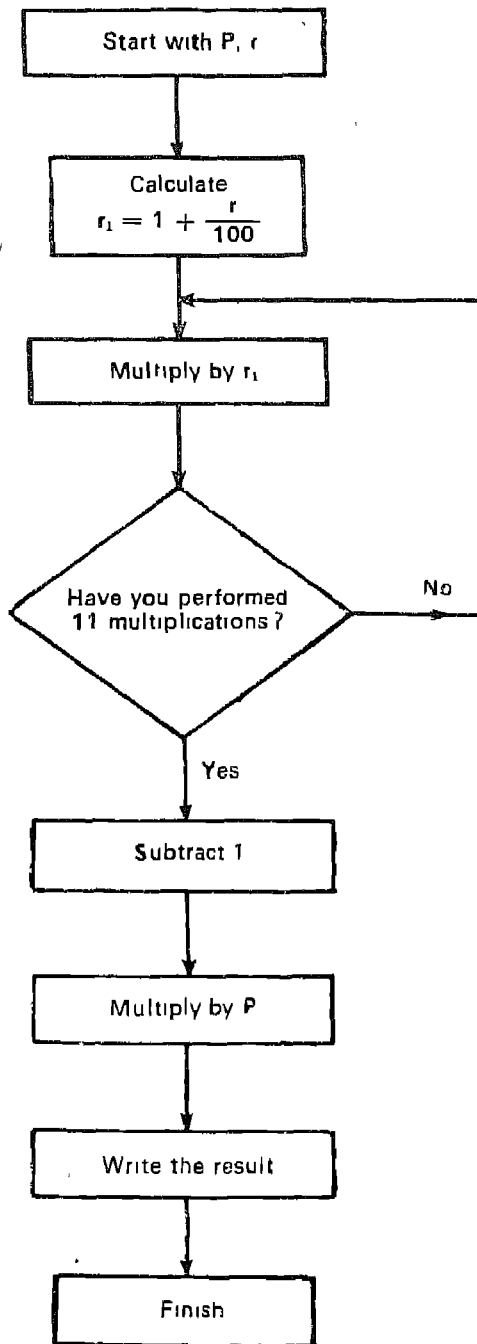 Start with P, r
Calculate
r₁ = 1 + r/100
Multiply by r₁
Have you performed
11 multiplications?
No
Yes
Subtract 1
Multiply by P
Write the result
Finish